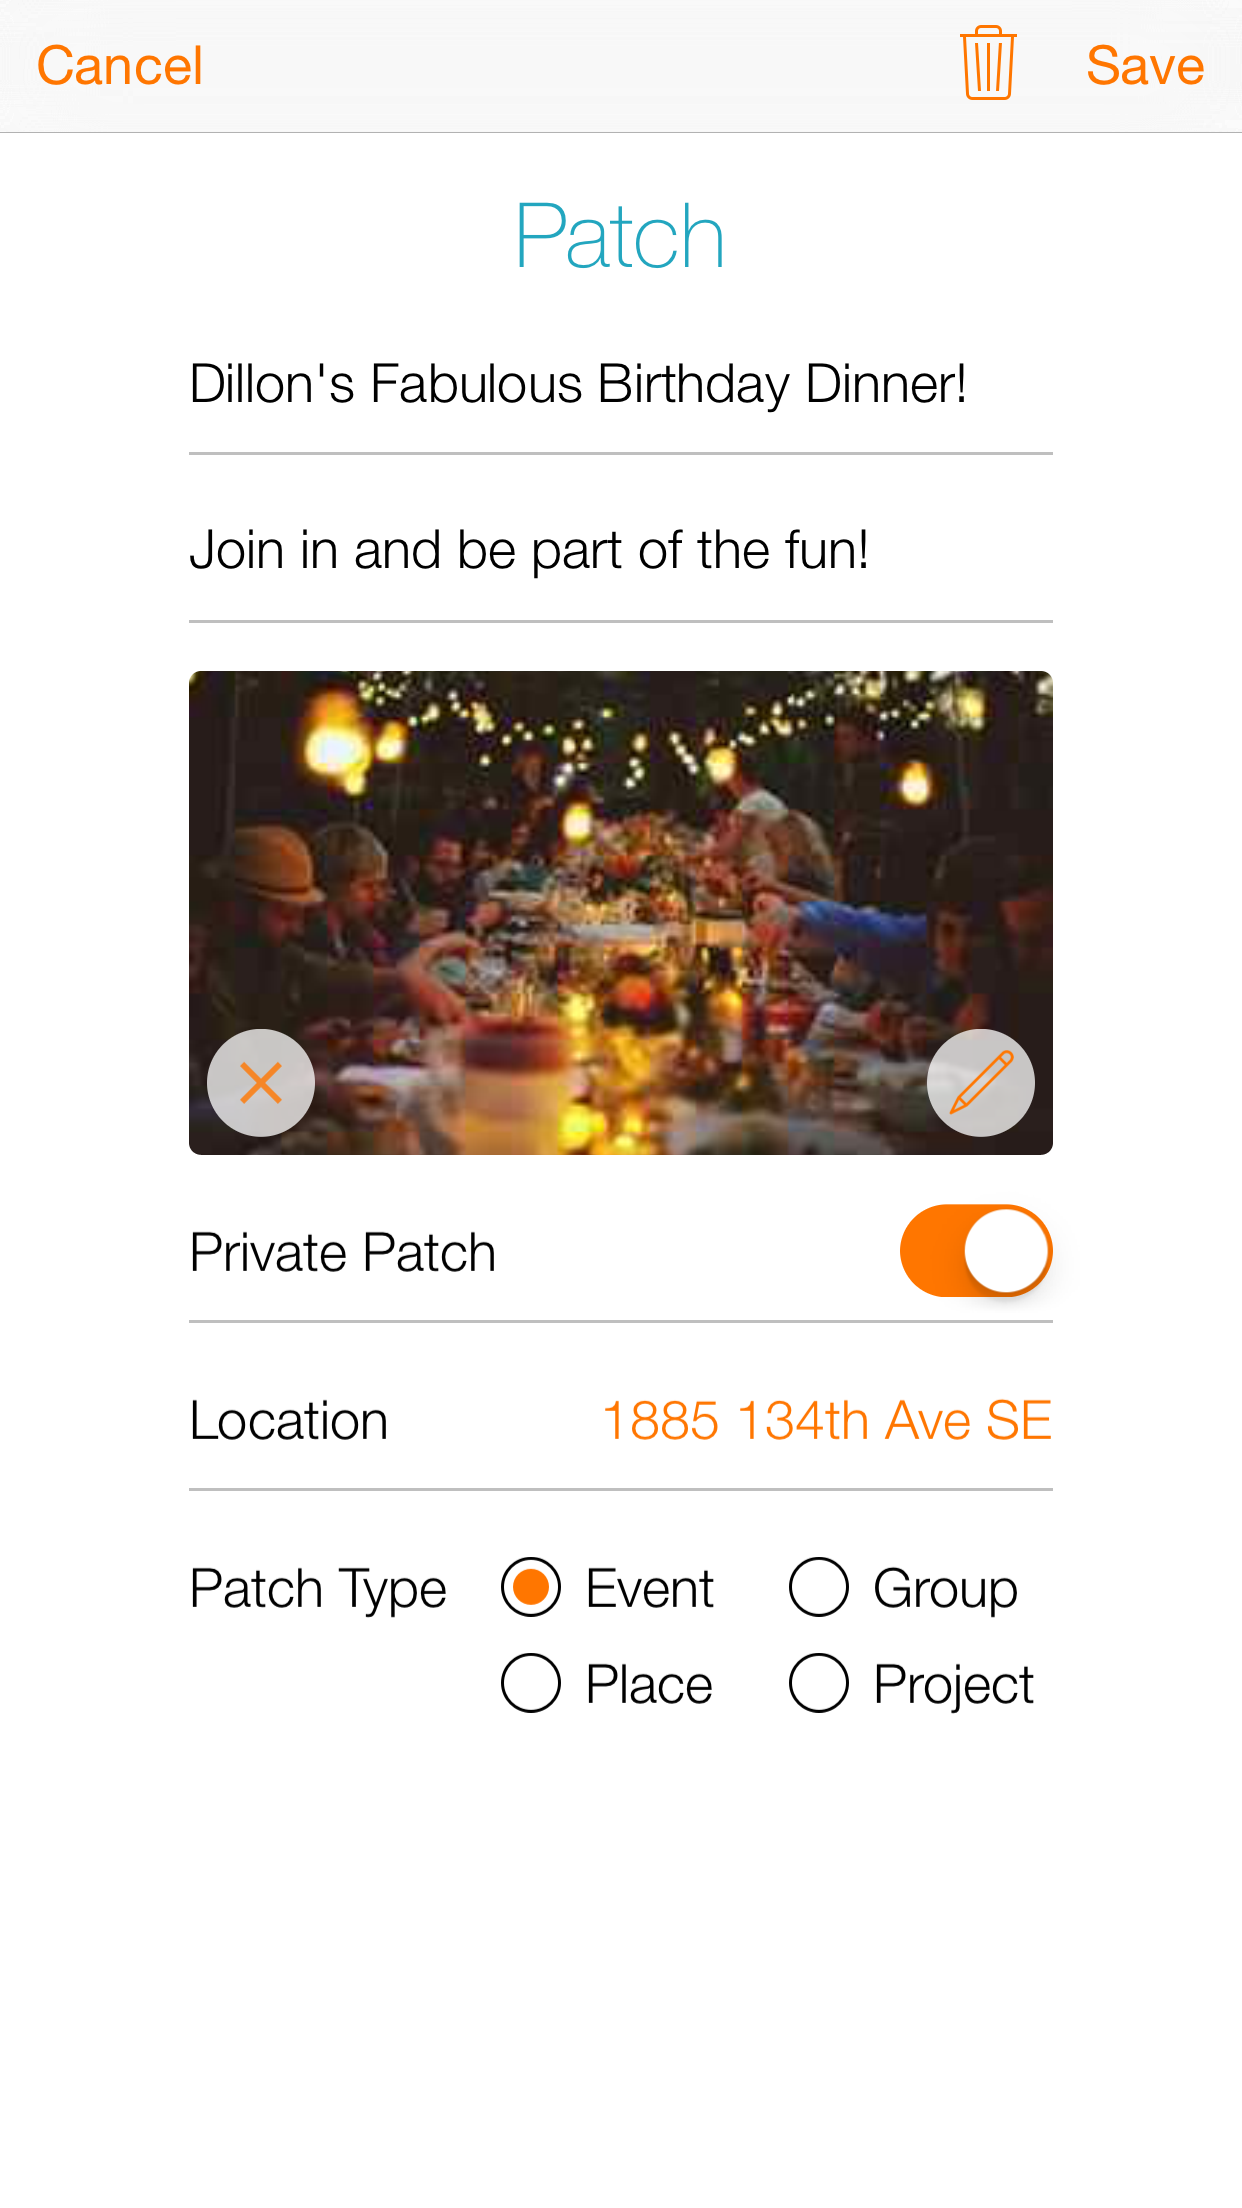 Cancel Save
Patch
Dillon's Fabulous Birthday Dinner!
Join in and be part of the fun!
Private Patch
Location 1885 134th Ave SE
Patch Type Event Group
Place Project